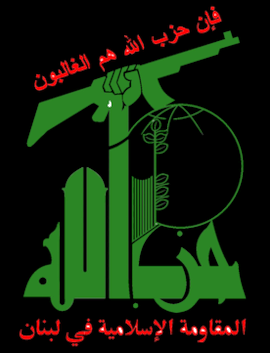 فإن حزب الله هم الغالبون
حزب الله
المقاومة الإسلامية في لبنان